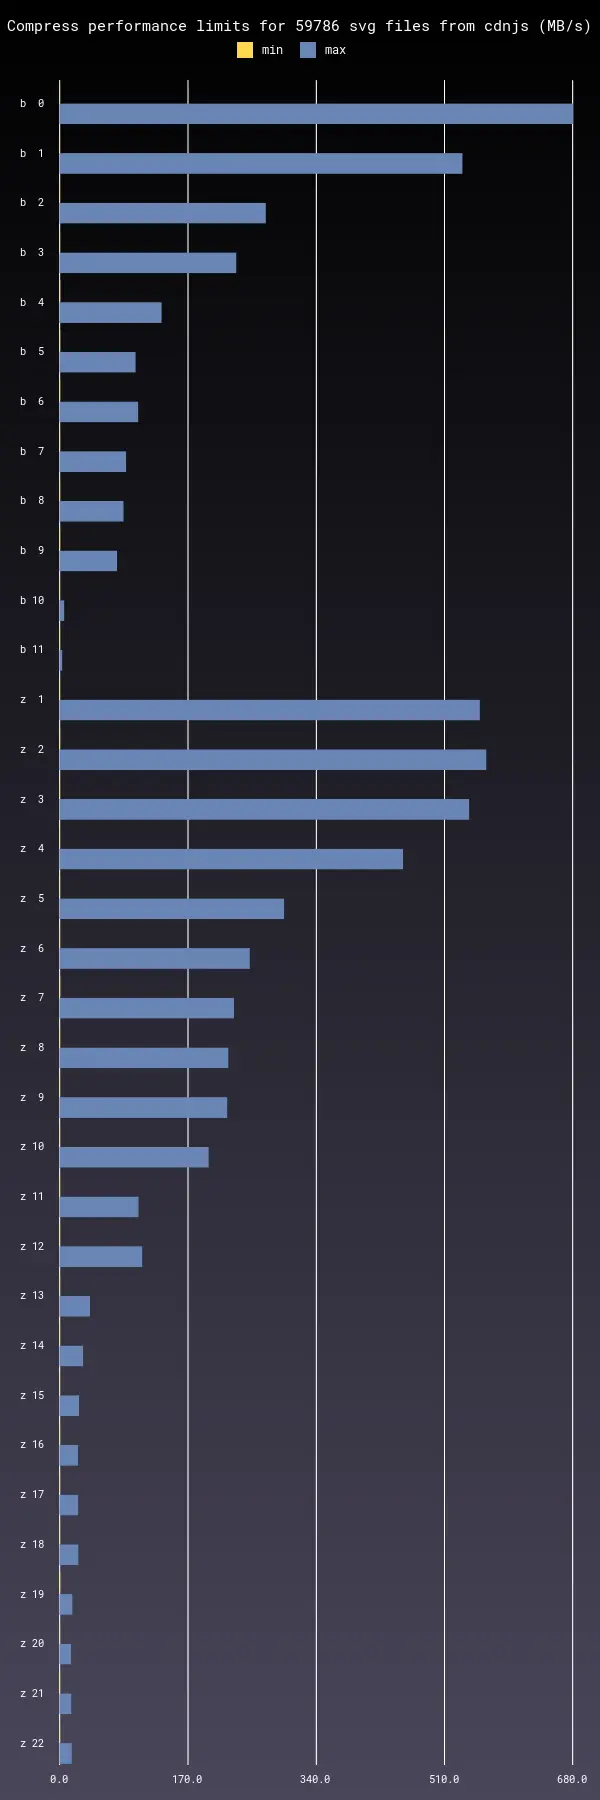 Compress performance limits for 59786 svg files from cdnjs (MB/s)
min max
b 0
b 1
b 2
b 3
b 4
b 5
b 6
b 7
b 8
b 9
b 10
b 11
z 1
z 2
z 3
z 4
z 5
z 6
z 7
z 8
z 9
z 10
z 11
z 12
z 13
z 14
z 15
z 16
z 17
z 18
z 19
z 20
z 21
z 22
0.0 170.0 340.0 510.0 680.0